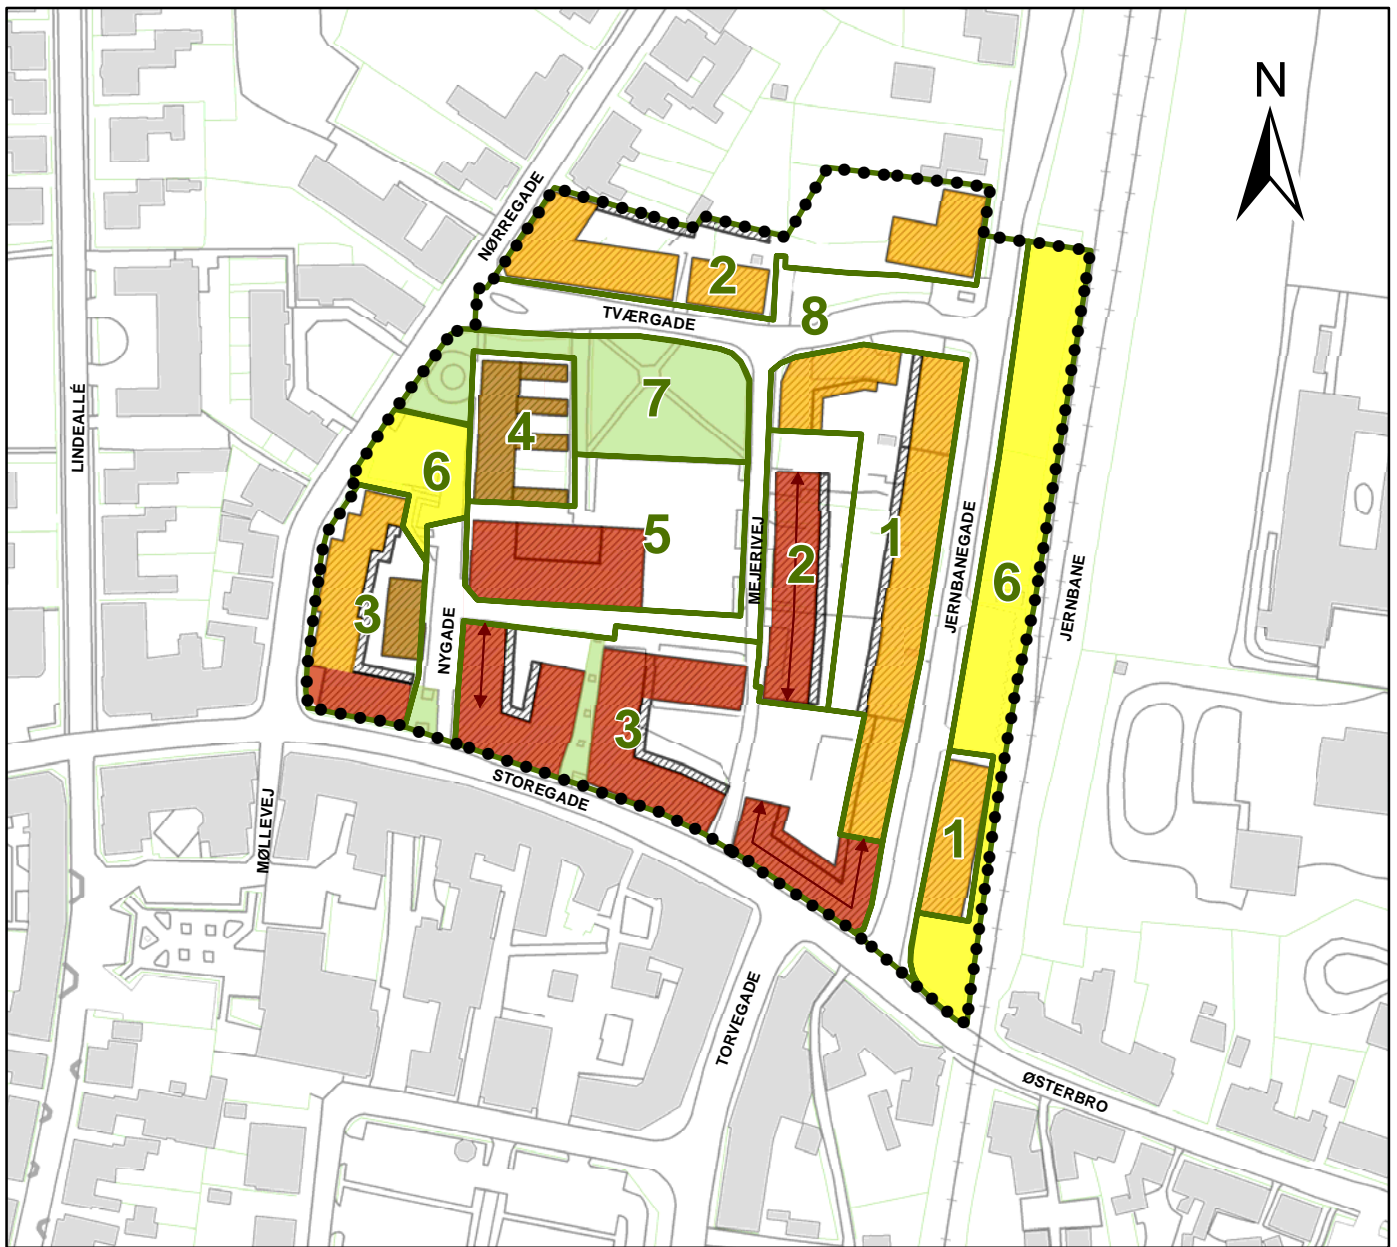 N
NØRREGADE
2
TVÆRGADE
8
LINDEALLÉ
7
4
6
5
1
MEJERIVEJ
2
JERNBANEGADE
6
JERNBANE
3
NYGADE
3
STOREGADE
MØLLEVEJ
1
TORVEGADE
ØSTERBRO